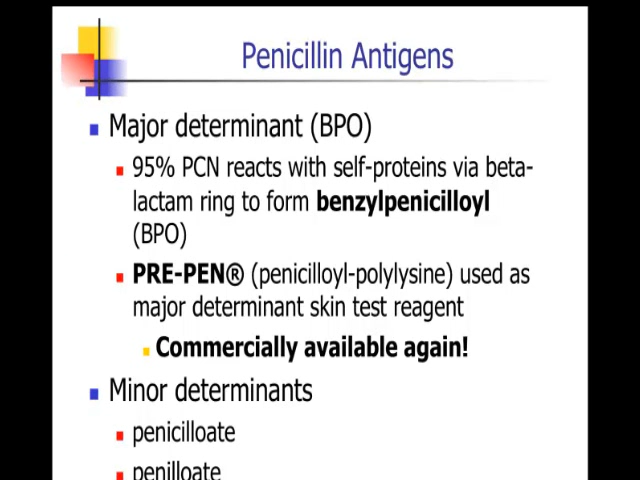 Penicillin Antigens
Major determinant (BPO)
95% PCN reacts with self-proteins via beta-
lactam ring to form benzylpenicilloyl
(BPO)
PRE-PEN® (penicilloyl-polylysine) used as
major determinant skin test reagent
Commercially available again!
Minor determinants
penicilloate
penilloate